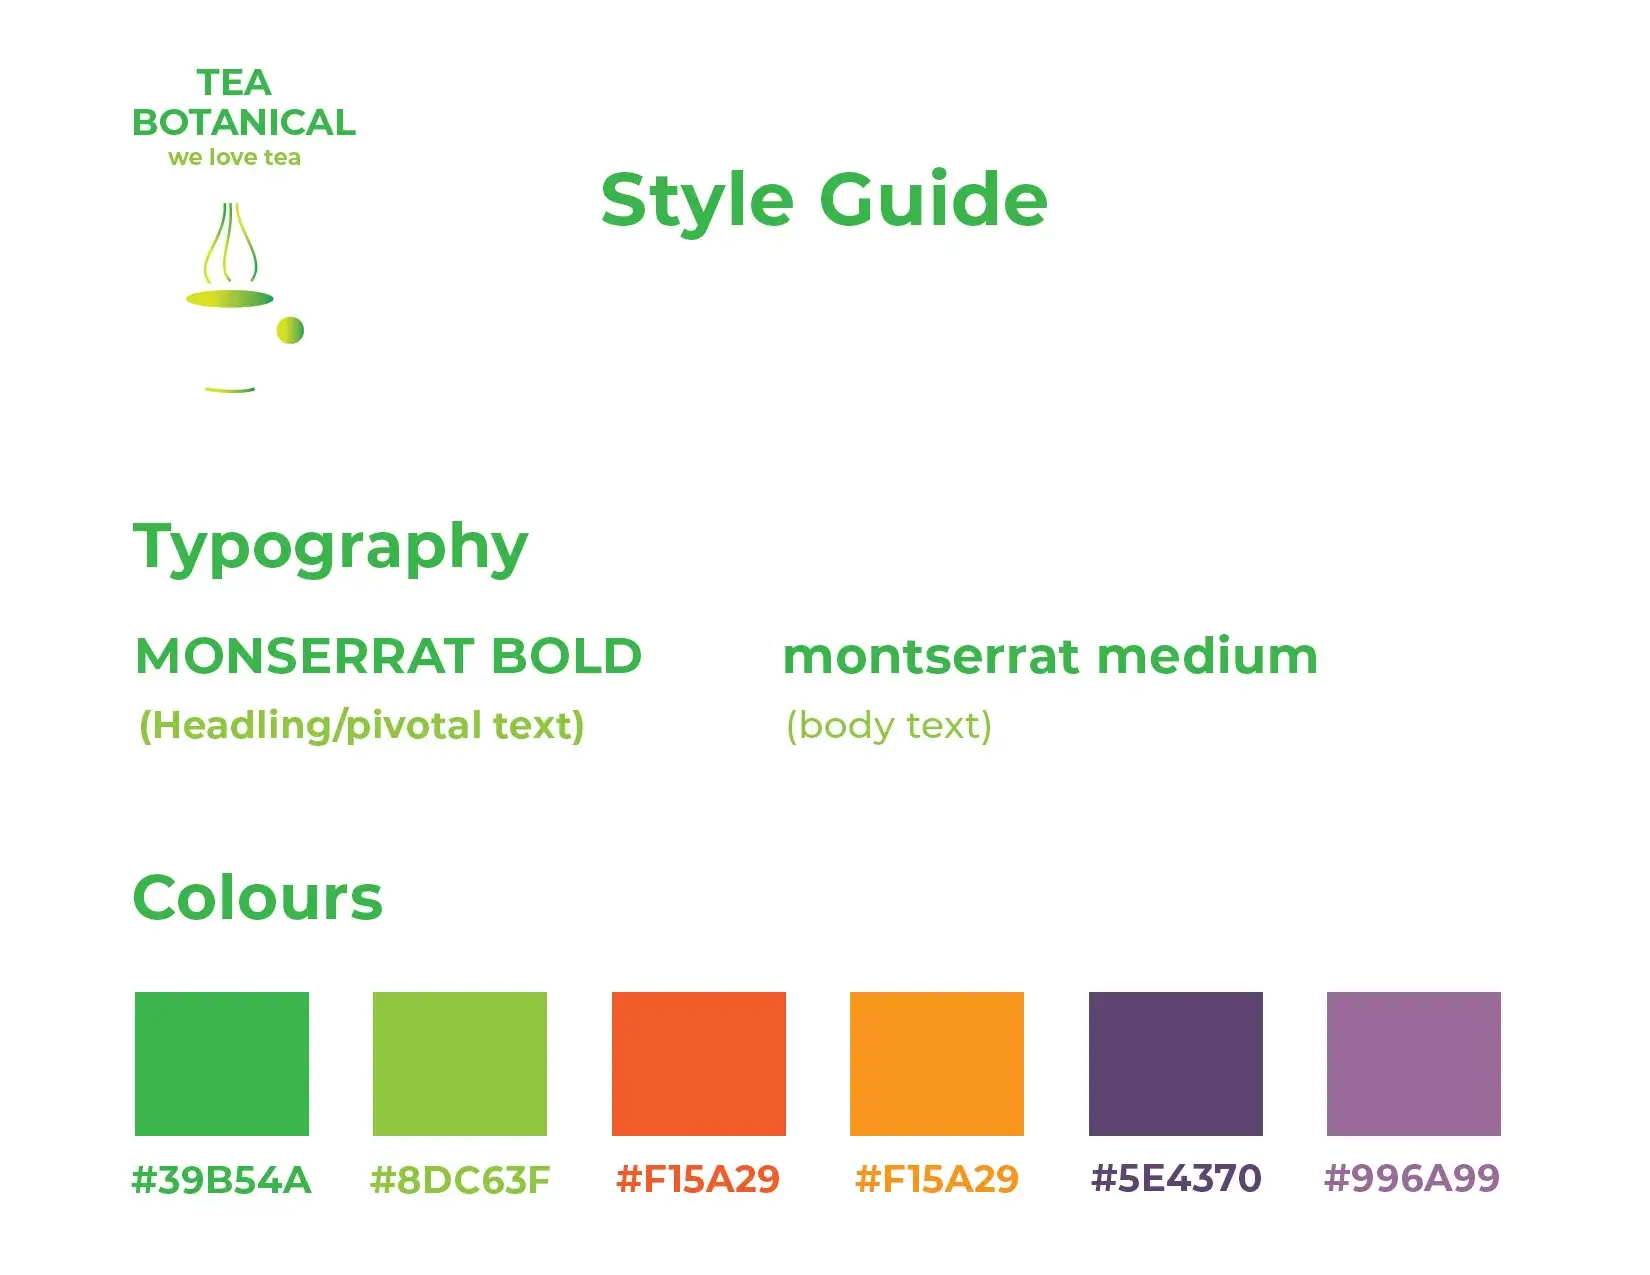 TEA
BOTANICAL
we love tea
Style Guide
Typography
MONSERRAT BOLD
montserrat medium
(Headling/pivotal text)
(body text)
Colours
#39B54A
#8DC63F
#F15A29
#F15A29
#5E4370
#996A99